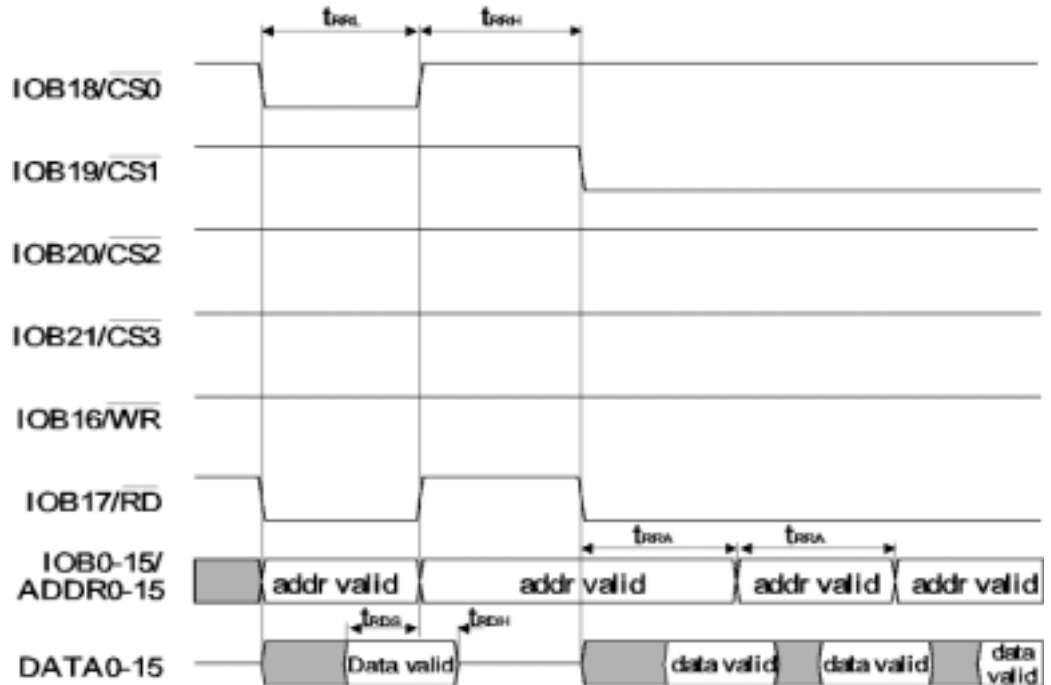 tRRL tRRH
IOB18/CS0
IOB19/CS1
IOB20/CS2
IOB21/CS3
IOB16/WR
IOB17/RD
tRRA tRRA
IOB0-15/
ADDR0-15
addr valid addr valid addr valid addr valid
tRDS tRDH
DATA0-15
Data valid data valid data valid data
valid